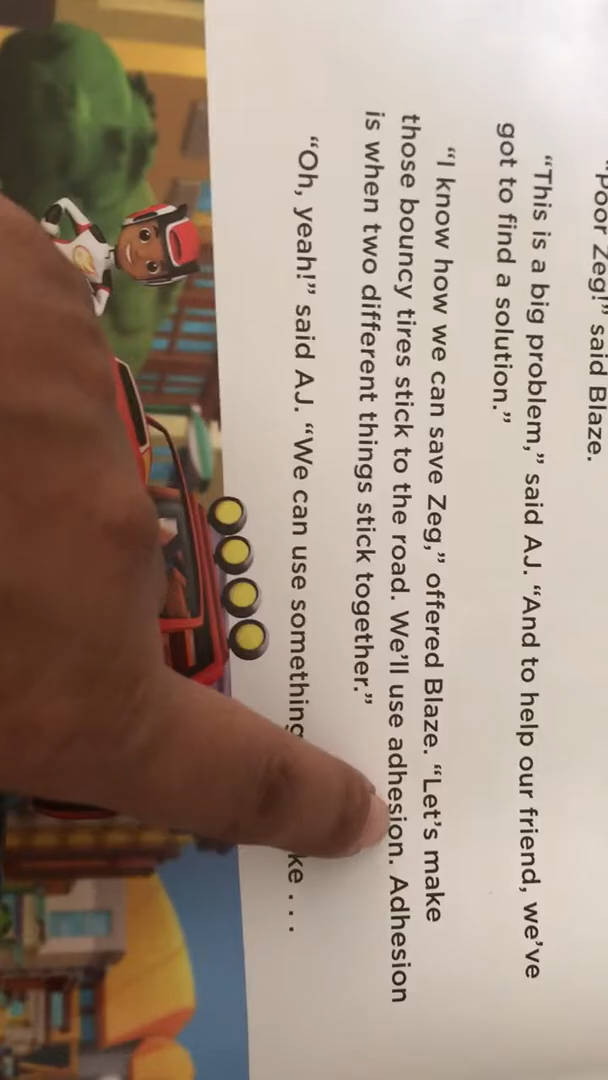 "Poor Zeg!" said Blaze.
"This is a big problem," said AJ. "And to help our friend, we've
got to find a solution."
"I know how we can save Zeg," offered Blaze. "Let's make
those bouncy tires stick to the road. We'll use adhesion. Adhesion
is when two different things stick together."
"Oh, yeah!" said AJ. "We can use something ke . . .